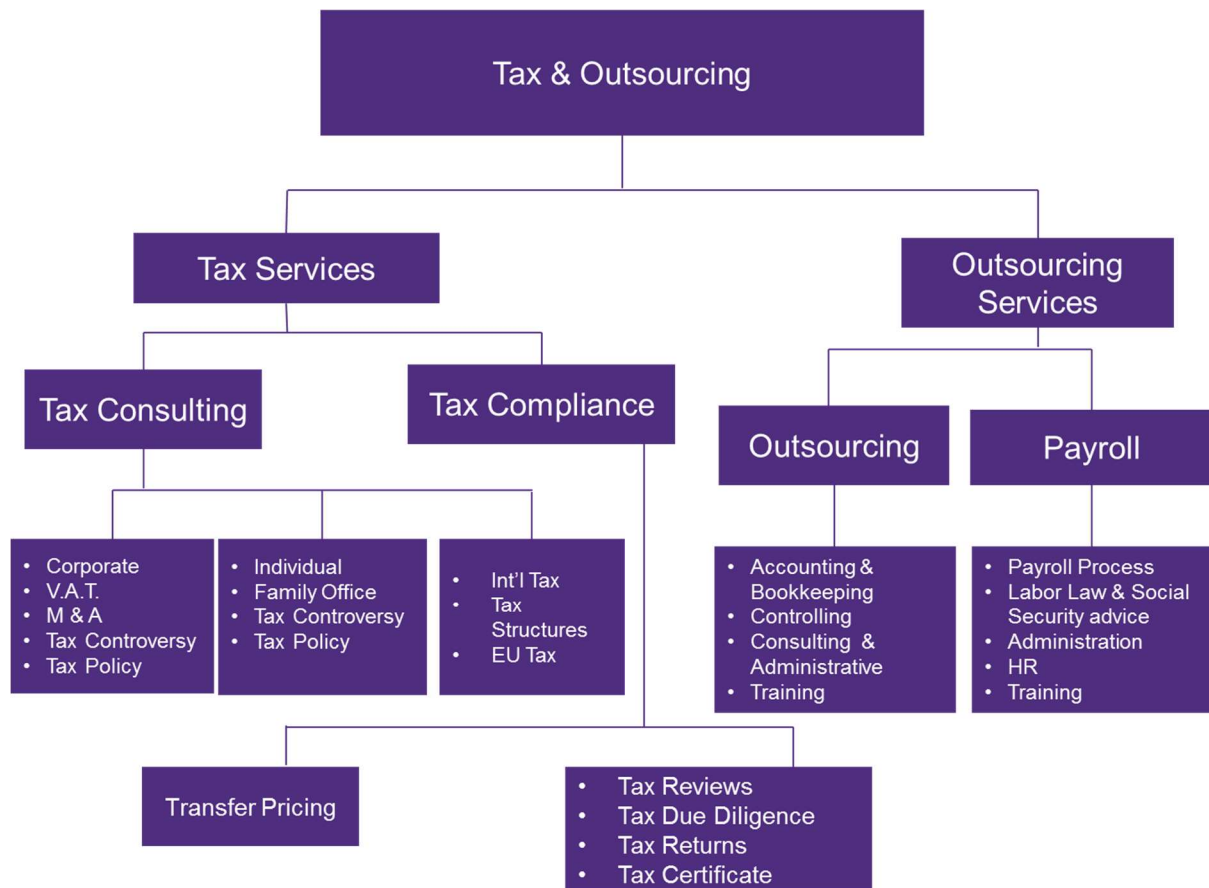 Tax & Outsourcing
Tax Services
Outsourcing
Services
Tax Consulting
Tax Compliance
Outsourcing
Payroll
• Corporate
• V.A.T.
• M & A
• Tax Controversy
• Tax Policy
• Individual
• Family Office
• Tax Controversy
• Tax Policy
• Int'l Tax
• Tax
Structures
• EU Tax
• Accounting &
Bookkeeping
• Controlling
• Consulting &
Administrative
• Training
• Payroll Process
• Labor Law & Social
Security advice
• Administration
• HR
• Training
Transfer Pricing
• Tax Reviews
• Tax Due Diligence
• Tax Returns
• Tax Certificate